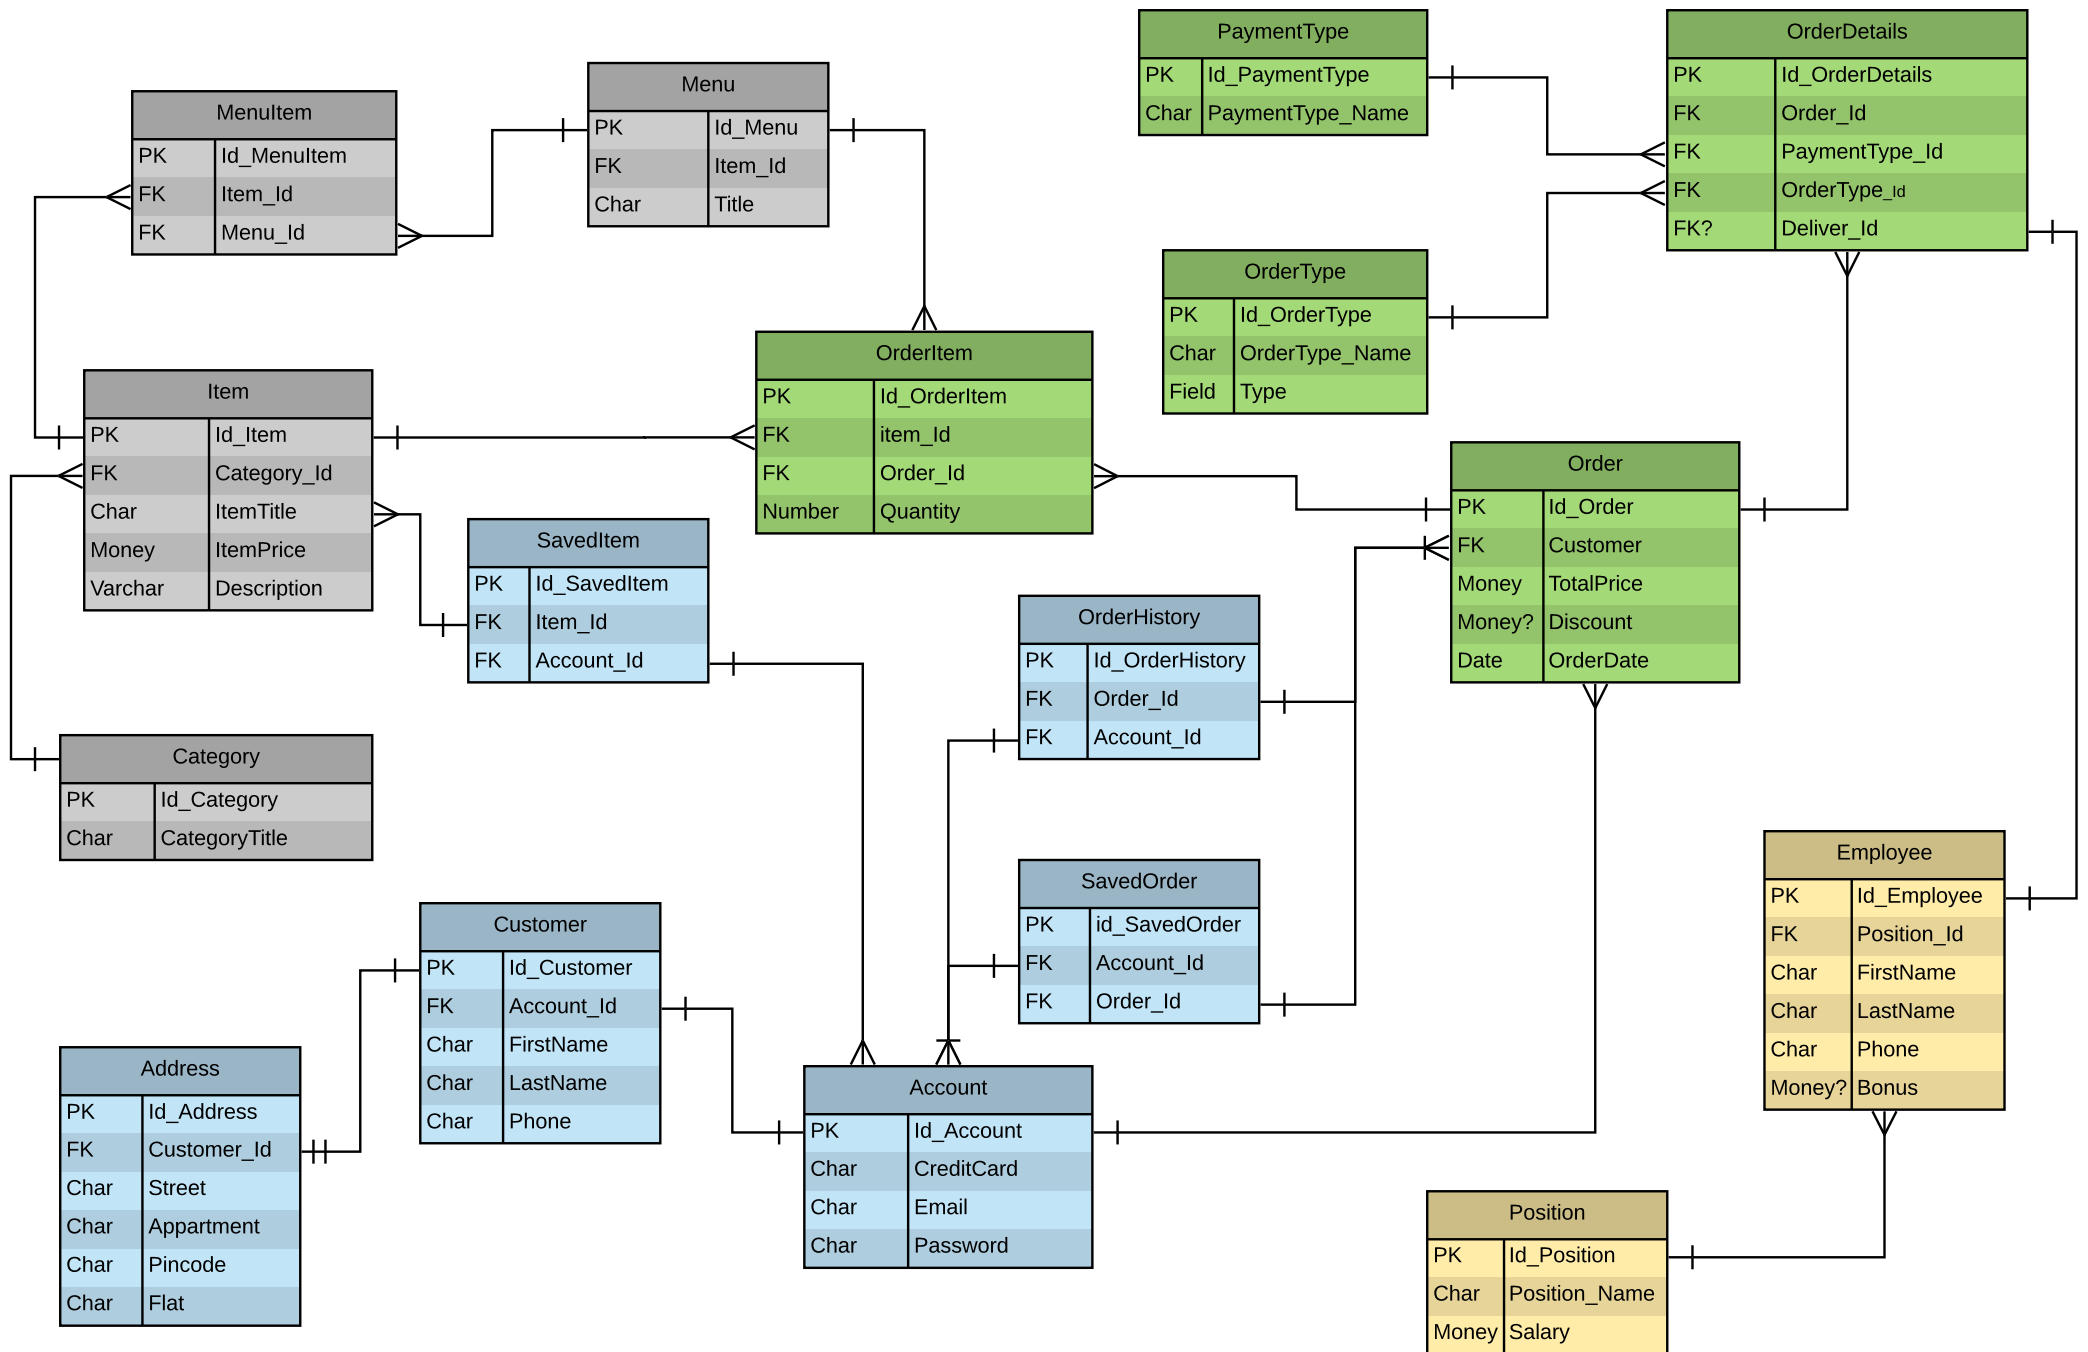 PaymentType
PK Id_PaymentType
Char PaymentType_Name
OrderDetails
PK Id_OrderDetails
FK Order_Id
FK PaymentType_Id
FK OrderType_Id
FK? Deliver_Id
Menu
PK Id_Menu
FK Item_Id
Char Title
MenuItem
PK Id_MenuItem
FK Item_Id
FK Menu_Id
OrderType
PK Id_OrderType
Char OrderType_Name
Field Type
OrderItem
PK Id_OrderItem
FK item_Id
FK Order_Id
Number Quantity
Item
PK Id_Item
FK Category_Id
Char ItemTitle
Money ItemPrice
Varchar Description
Order
PK Id_Order
FK Customer
Money TotalPrice
Money? Discount
Date OrderDate
SavedItem
PK Id_SavedItem
FK Item_Id
FK Account_Id
OrderHistory
PK Id_OrderHistory
FK Order_Id
FK Account_Id
Category
PK Id_Category
Char CategoryTitle
SavedOrder
PK id_SavedOrder
FK Account_Id
FK Order_Id
Employee
PK Id_Employee
FK Position_Id
Char FirstName
Char LastName
Char Phone
Money? Bonus
Customer
PK Id_Customer
FK Account_Id
Char FirstName
Char LastName
Char Phone
Address
PK Id_Address
FK Customer_Id
Char Street
Char Appartment
Char Pincode
Char Flat
Account
PK Id_Account
Char CreditCard
Char Email
Char Password
Position
PK Id_Position
Char Position_Name
Money Salary